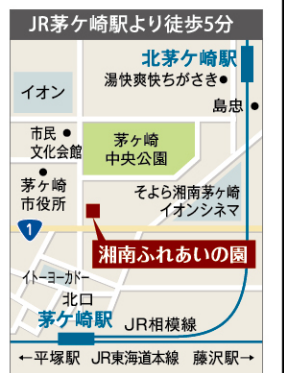 JR茅ケ崎駅より徒歩5分
北茅ケ崎駅
湯快爽快ちがさき
イオン
島忠
市民
文化会館
茅ヶ崎
中央公園
茅ヶ崎
市役所
そよら湘南茅ヶ崎
イオンシネマ
1
湘南ふれあいの園
イトーヨーカドー
北口
茅ケ崎駅
JR相模線
←平塚駅 JR東海道本線 藤沢駅→